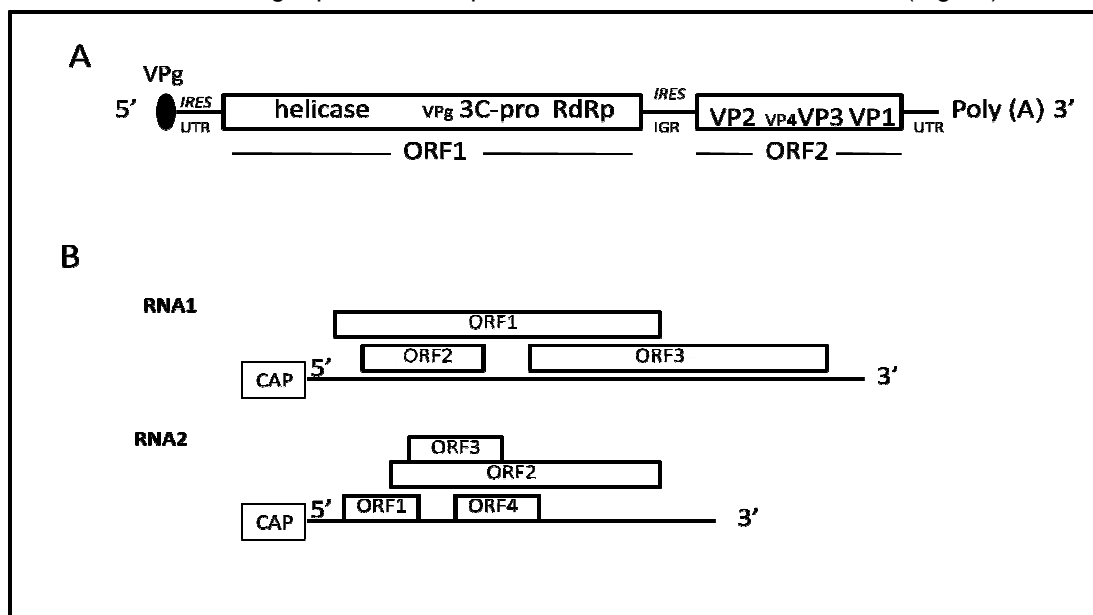 A
VPg
5’ IRES helicase VPg 3C-pro RdRp IRES VP2 VP4 VP3 VP1 Poly (A) 3’
UTR IGR UTR
ORF1 ORF2
B
RNA1
ORF1
ORF2 ORF3
CAP 5’ 3’
RNA2
ORF3
ORF2
ORF1 ORF4
CAP 5’ 3’